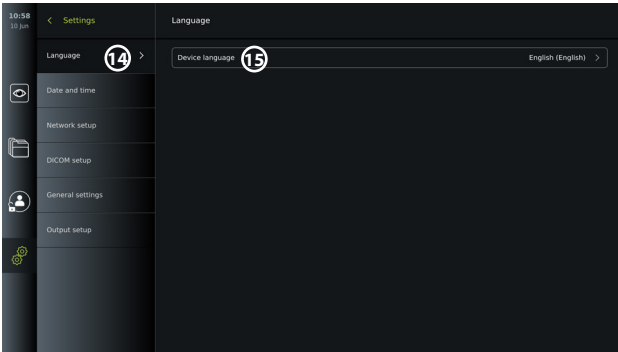 10:58
10 Jun
Settings
Language
Language
14
Device language
15
English (English)
Date and time
Network setup
DICOM setup
General settings
Output setup